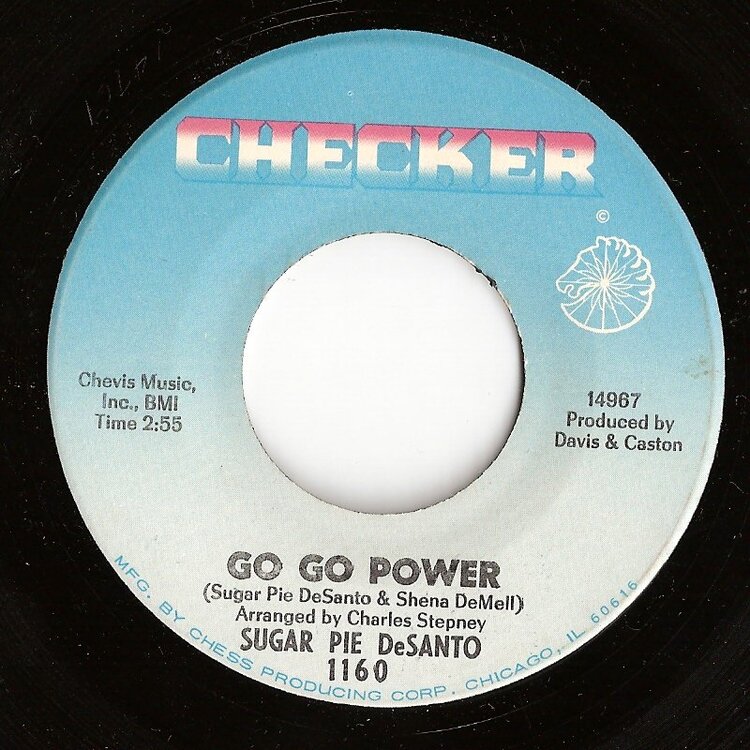 CHECKER
©
Chevis Music,
Inc., BMI
Time 2:55
14967
Produced by
Davis & Caston
GO GO POWER
(Sugar Pie DeSanto & Shena DeMell)
Arranged by Charles Stepney
SUGAR PIE DeSANTO
1160
MFG. BY CHESS PRODUCING CORP. CHICAGO, IL 60616